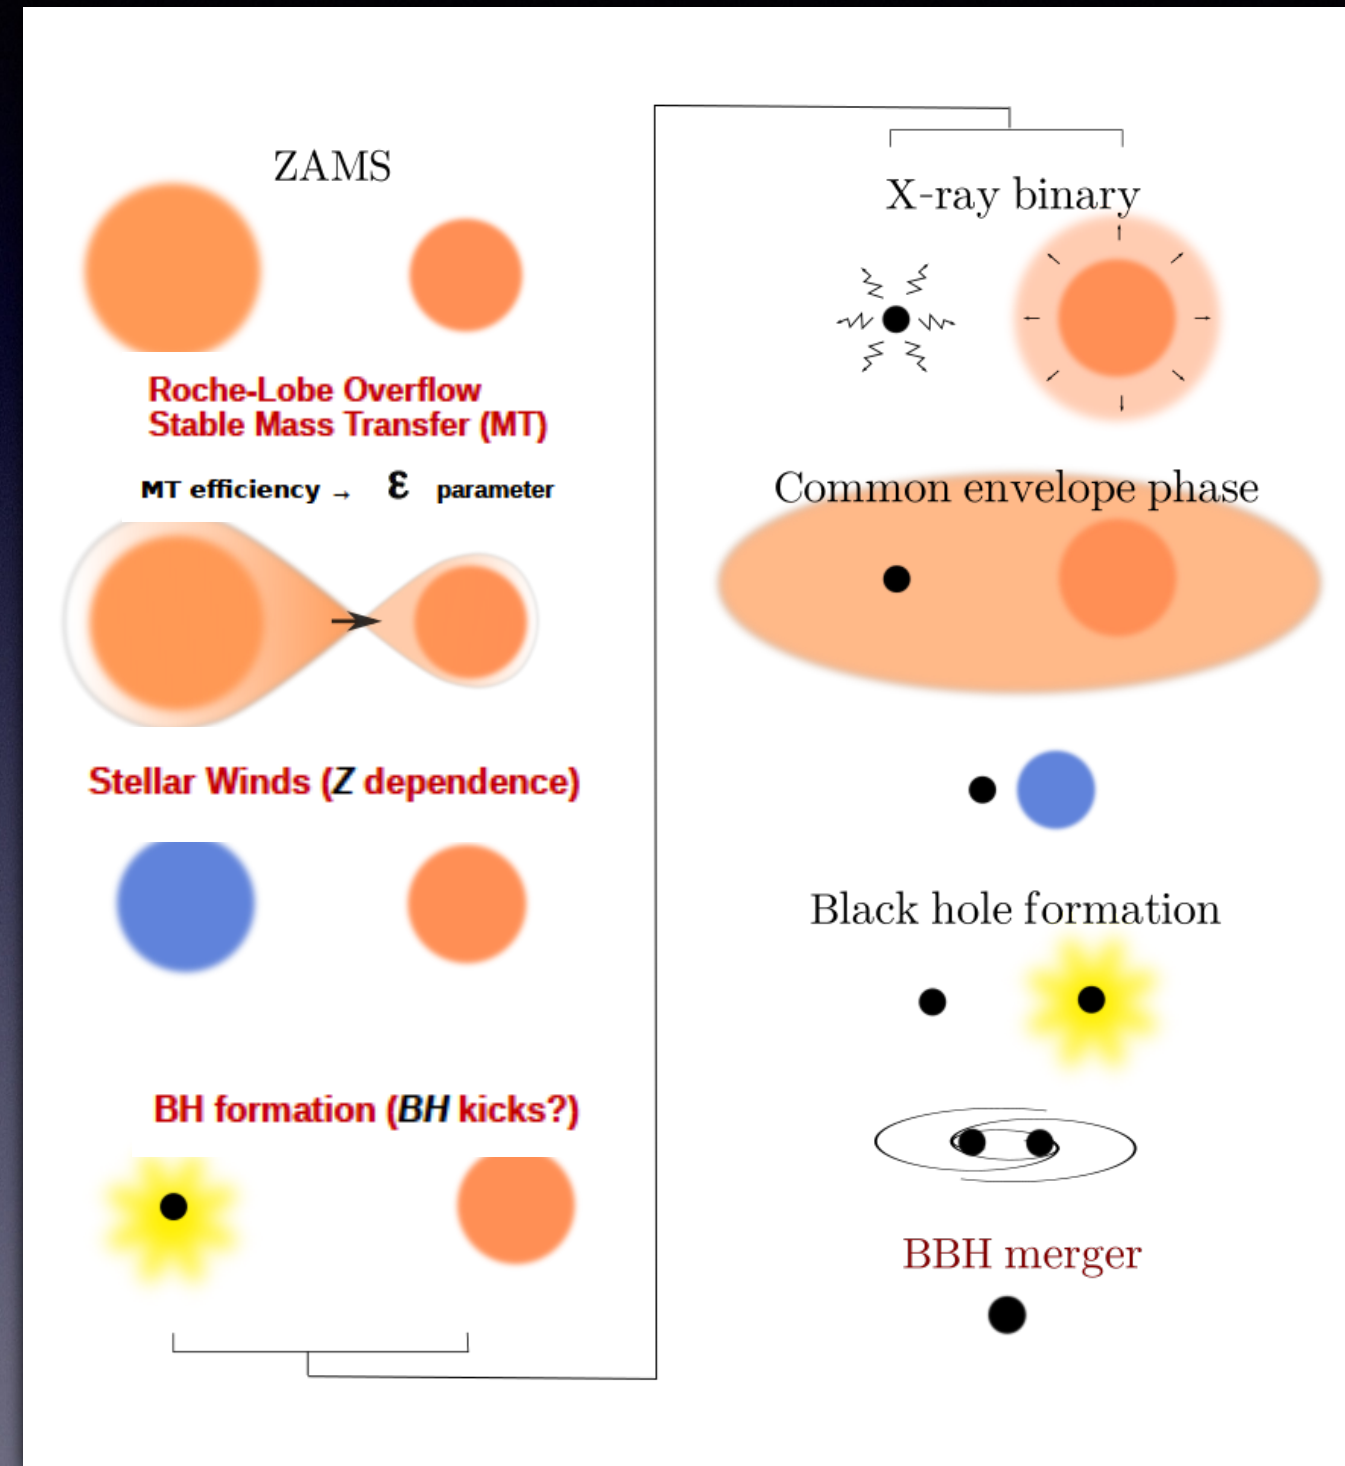 ZAMS
Roche-Lobe Overflow
Stable Mass Transfer (MT)
MT efficiency → ε parameter
Stellar Winds (Z dependence)
BH formation (BH kicks?)
X-ray binary
Common envelope phase
Black hole formation
BBH merger